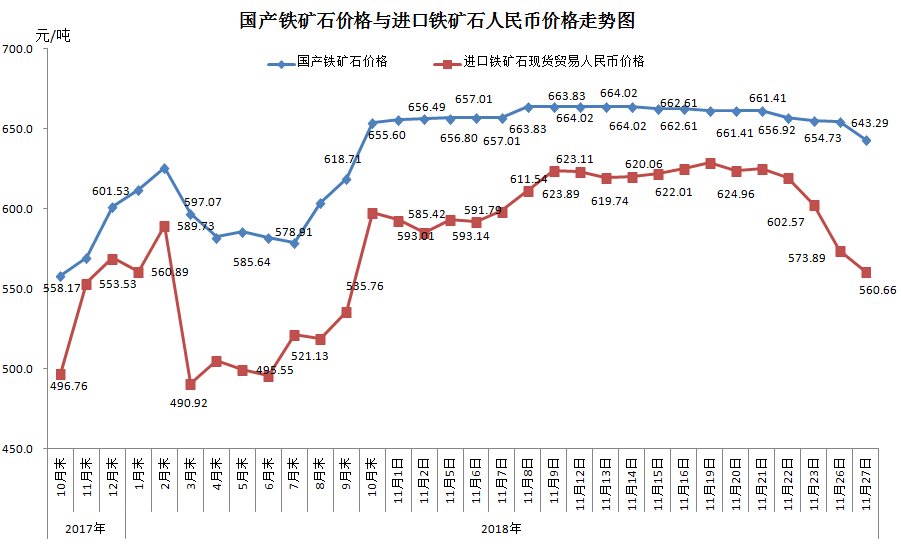 国产铁矿石价格与进口铁矿石人民币价格走势图
元/吨
国产铁矿石价格
进口铁矿石现货贸易人民币价格
700.0
650.0
600.0
550.0
500.0
450.0
558.17
601.53
597.07
585.64
578.91
618.71
655.60
656.49
656.80
657.01
657.01
663.83
663.83
664.02
664.02
664.02
662.61
662.61
661.41
661.41
656.92
654.73
643.29
496.76
553.53
560.89
589.73
490.92
495.55
521.13
535.76
593.01
585.42
593.14
591.79
611.54
623.89
623.11
619.74
620.06
622.01
624.96
602.57
573.89
560.66
10月末
11月末
12月末
1月末
2月末
3月末
4月末
5月末
6月末
7月末
8月末
9月末
10月末
11月1日
11月2日
11月5日
11月6日
11月7日
11月8日
11月9日
11月12日
11月13日
11月14日
11月15日
11月16日
11月19日
11月20日
11月21日
11月22日
11月23日
11月26日
11月27日
2017年
2018年